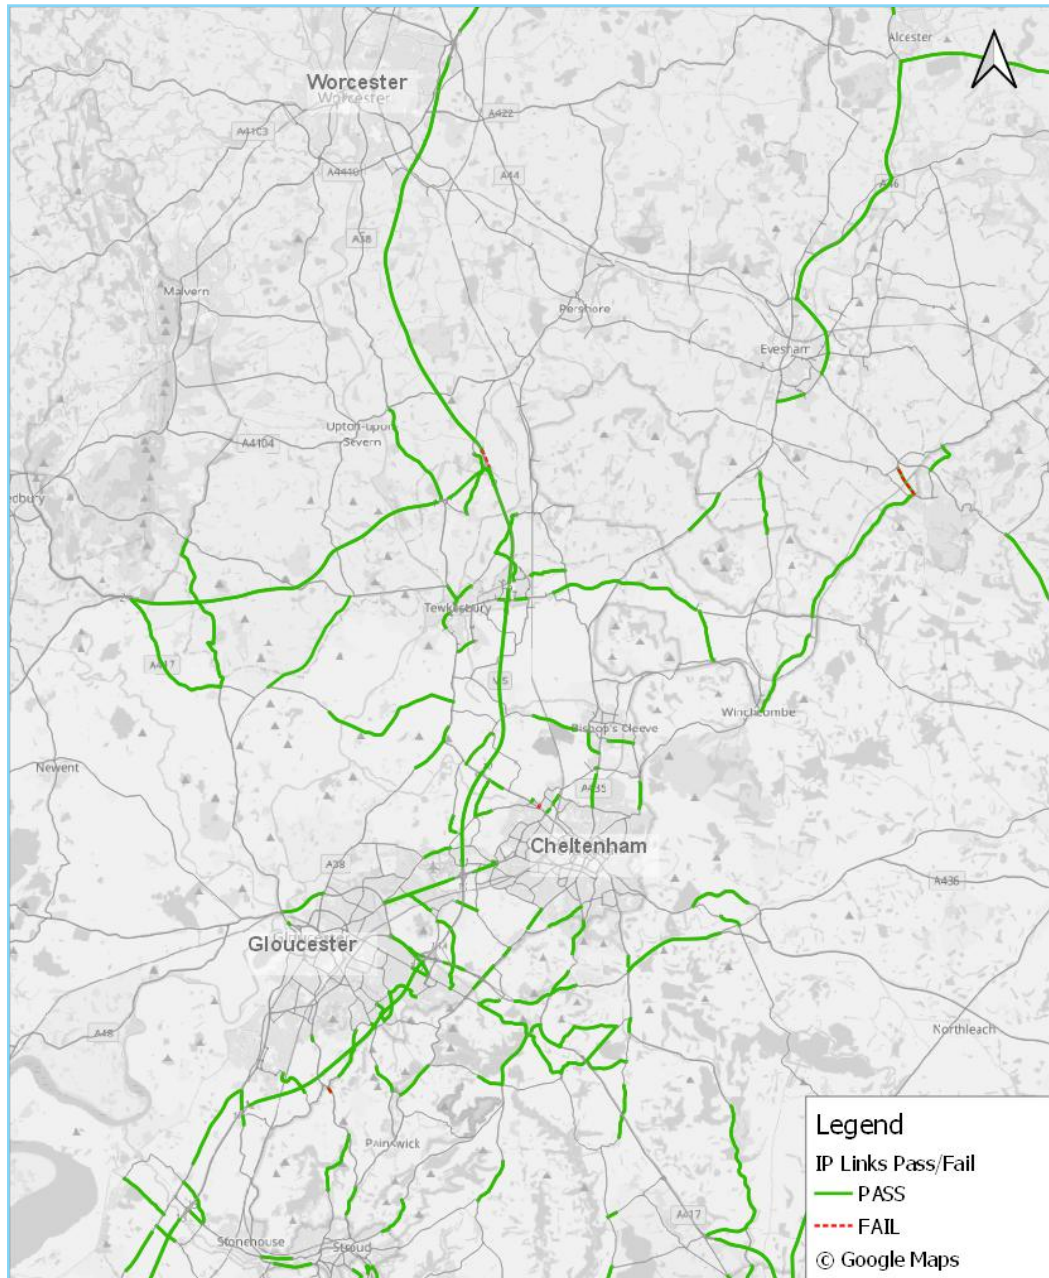 Alcester
Worcester
Worcester
A422
A4103
A4440
A44
A46
A38
Malvern
Pershore
Evesham
Upton-upon
Severn
A4104
edbury
Tewkesbury
A417
M5
Winchcombe
Bishop's Cleeve
Newent
A435
Cheltenham
A38
A436
Gloucester
Gloucester
A48
Northleach
Painswick
A417
Stonehouse
Stroud
Legend
IP Links Pass/Fail
PASS
FAIL
© Google Maps